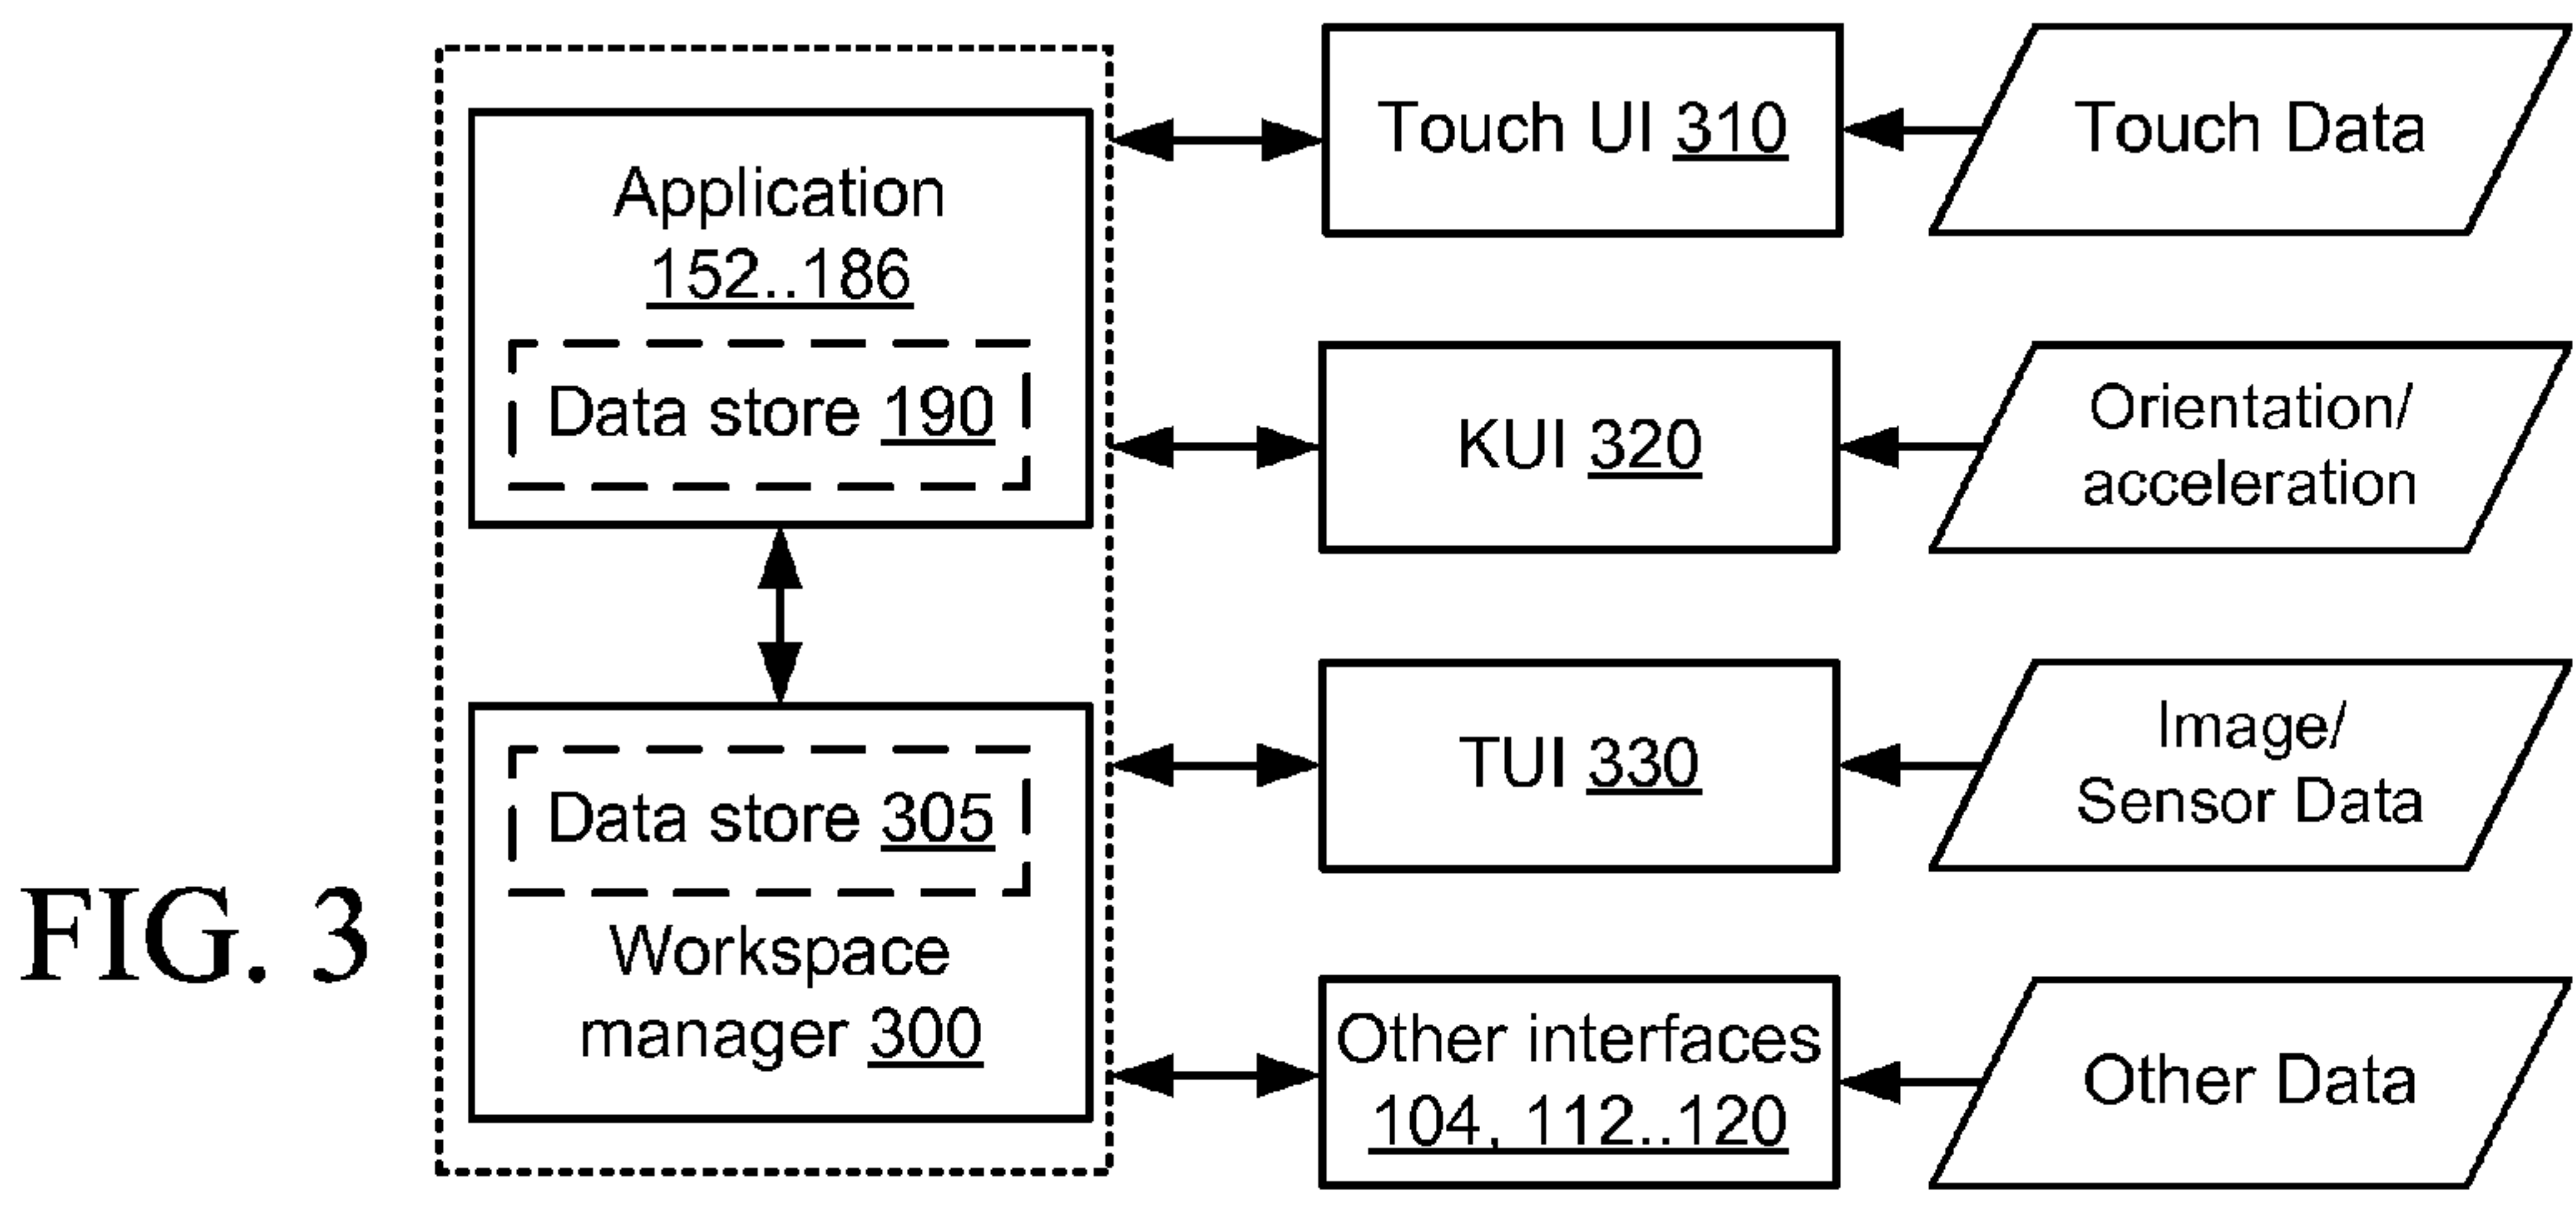 Application
152..186
Data store 190
Data store 305
Workspace
manager 300
Touch UI 310
Touch Data
KUI 320
Orientation/
acceleration
TUI 330
Image/
Sensor Data
Other interfaces
104, 112..120
Other Data
FIG. 3